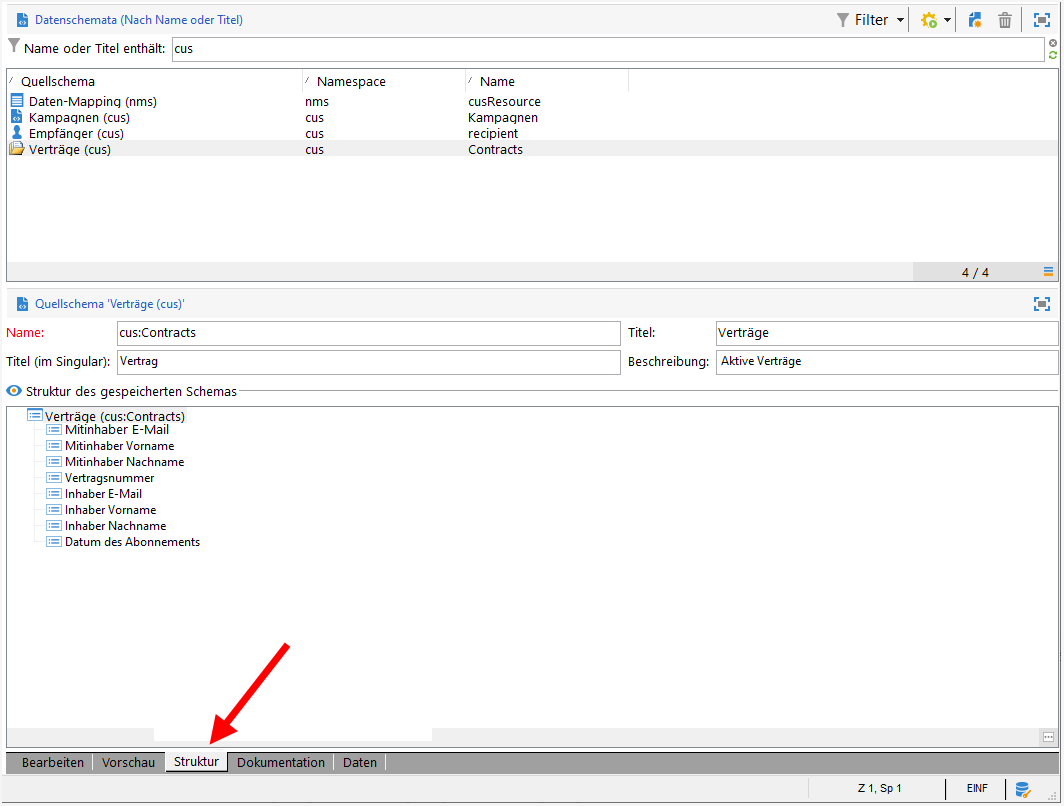 Datenschemata (Nach Name oder Titel)
Filter
Name oder Titel enthält: cus
Quellschema Namespace Name
Daten-Mapping (nms) nms cusResource
Kampagnen (cus) cus Kampagnen
Empfänger (cus) cus recipient
Verträge (cus) cus Contracts
4 / 4
Quellschema 'Verträge (cus)'
Name: cus:Contracts Titel: Verträge
Titel (im Singular): Vertrag Beschreibung: Aktive Verträge
Struktur des gespeicherten Schemas
Verträge (cus:Contracts)
Mitinhaber E-Mail
Mitinhaber Vorname
Mitinhaber Nachname
Vertragsnummer
Inhaber E-Mail
Inhaber Vorname
Inhaber Nachname
Datum des Abonnements
Bearbeiten Vorschau Struktur Dokumentation Daten
Z 1, Sp 1 EINF